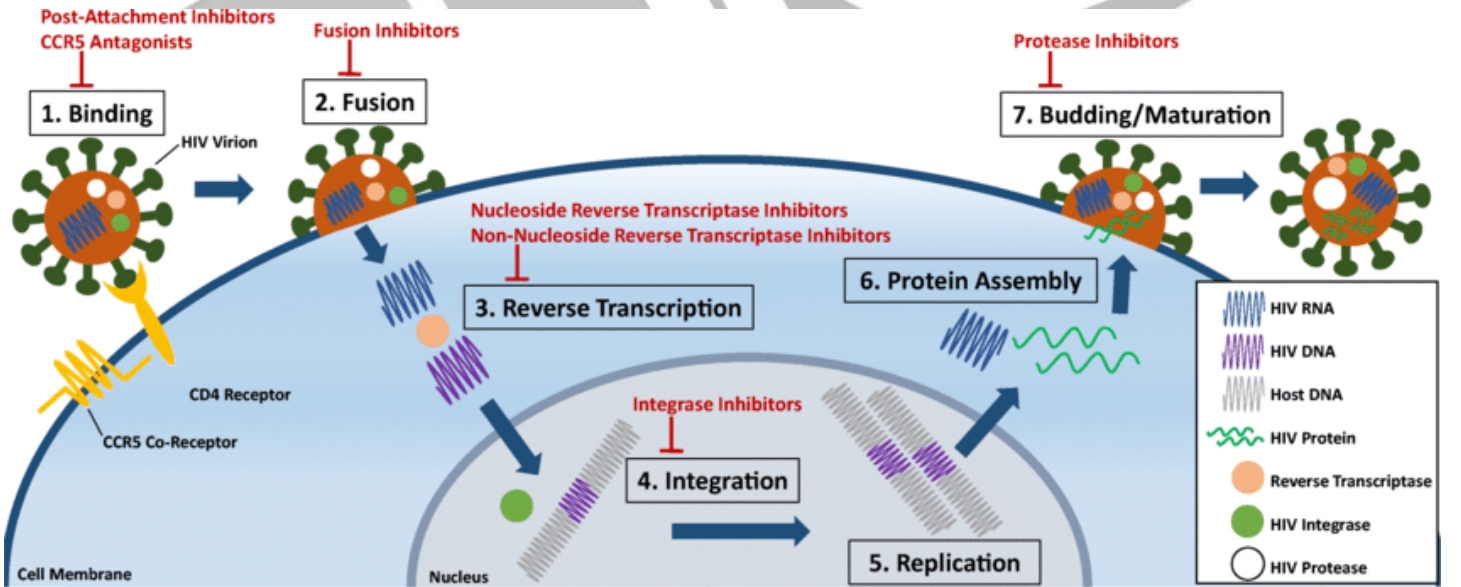 Post-Attachment Inhibitors
CCR5 Antagonists
1. Binding
HIV Virion
Fusion Inhibitors
2. Fusion
Nucleoside Reverse Transcriptase Inhibitors
Non-Nucleoside Reverse Transcriptase Inhibitors
3. Reverse Transcription
CD4 Receptor
CCR5 Co-Receptor
Cell Membrane
Integrase Inhibitors
4. Integration
Nucleus
5. Replication
6. Protein Assembly
Protease Inhibitors
7. Budding/Maturation
HIV RNA
HIV DNA
Host DNA
HIV Protein
Reverse Transcriptase
HIV Integrase
HIV Protease